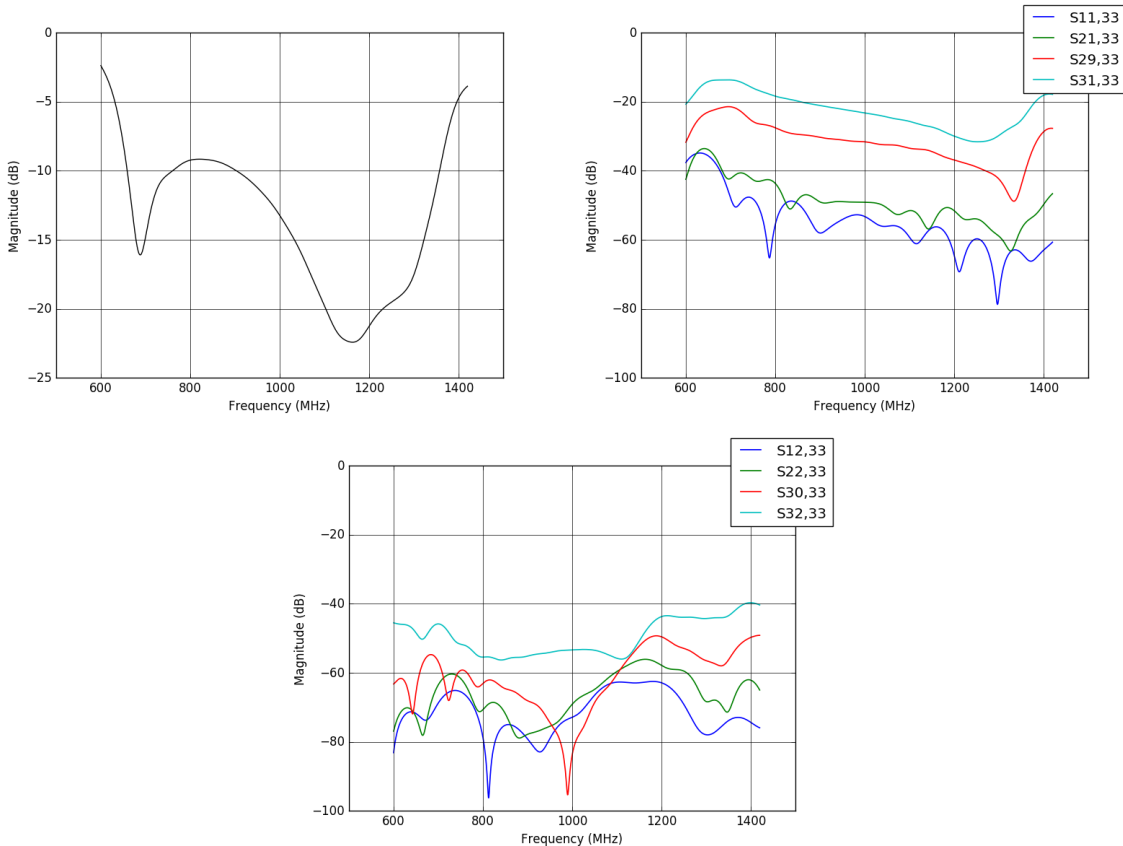 0
−5
−10
−15
−20
−25
Magnitude (dB)
600
800
1000
1200
1400
Frequency (MHz)
S11,33
S21,33
S29,33
S31,33
0
−20
−40
−60
−80
−100
Magnitude (dB)
600
800
1000
1200
1400
Frequency (MHz)
S12,33
S22,33
S30,33
S32,33
0
−20
−40
−60
−80
−100
Magnitude (dB)
600
800
1000
1200
1400
Frequency (MHz)